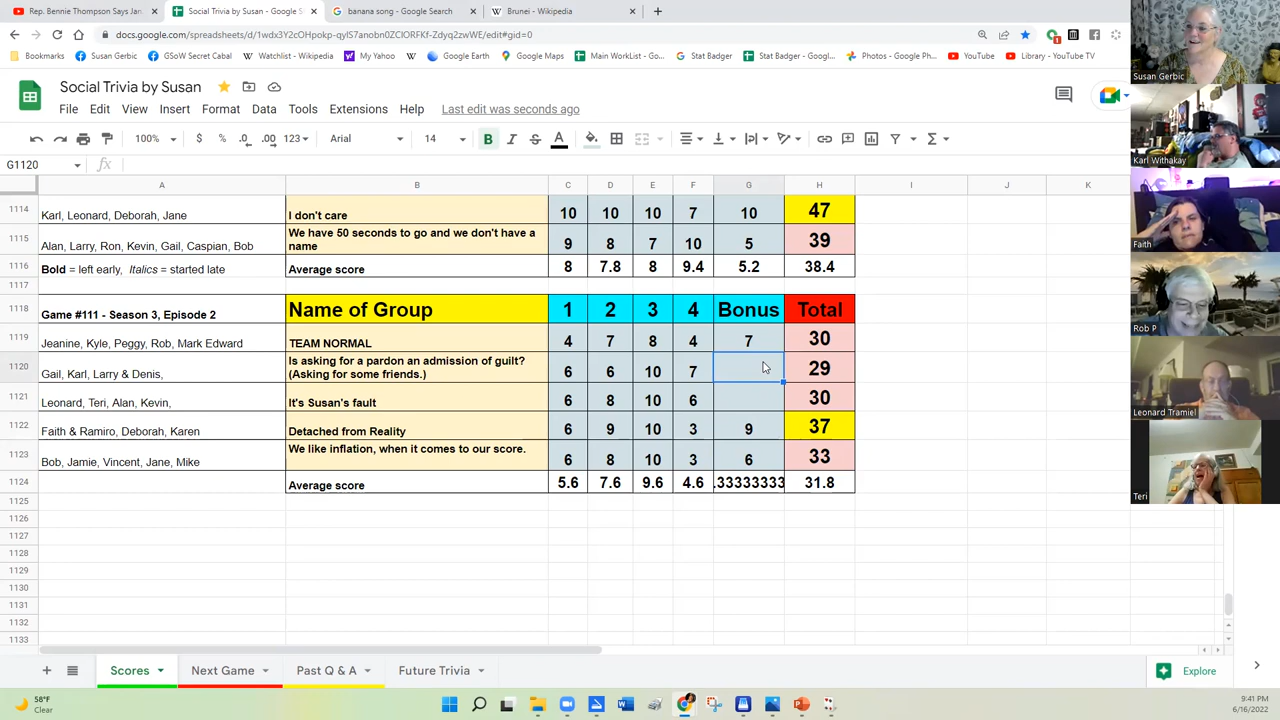 Rep. Bennie Thompson Says Jan
Social Trivia by Susan - Google S
banana song - Google Search
Brunei - Wikipedia
docs.google.com/spreadsheets/d/
Bookmarks
Susan Gerbic
GSoW Secret Cabal
Watchlist - Wikipedia
My Yahoo
Google Earth
Google Maps
Main WorkList - Go...
Stat Badger
Stat Badger - Googl...
Photos - Google Ph...
YouTube
Library - YouTube TV
Social Trivia by Susan
File Edit View Insert Format Data Tools Extensions Help Last edit was seconds ago
100% $ % .0 .00 123 Arial 14 B I S A
G1120 fx
A B C D E F G H I J K
1114 Karl, Leonard, Deborah, Jane I don't care 10 10 10 7 10 47
1115 Alan, Larry, Ron, Kevin, Gail, Caspian, Bob We have 50 seconds to go and we don't have a name 9 8 7 10 5 39
1116 Bold = left early, Italics = started late Average score 8 7.8 8 9.4 5.2 38.4
1117
1118 Game #111 - Season 3, Episode 2 Name of Group 1 2 3 4 Bonus Total
1119 Jeanine, Kyle, Peggy, Rob, Mark Edward TEAM NORMAL 4 7 8 4 7 30
1120 Gail, Karl, Larry & Denis, Is asking for a pardon an admission of guilt? (Asking for some friends.) 6 6 10 7 29
1121 Leonard, Teri, Alan, Kevin, It's Susan's fault 6 8 10 6 30
1122 Faith & Ramiro, Deborah, Karen Detached from Reality 6 9 10 3 9 37
1123 Bob, Jamie, Vincent, Jane, Mike We like inflation, when it comes to our score. 6 8 10 3 6 33
1124 Average score 5.6 7.6 9.6 4.6 .33333333 31.8
1125
1126
1127
1128
1129
1130
1131
1132
1133
Scores
Next Game
Past Q & A
Future Trivia
Explore
58°F
Clear
9:41 PM
6/16/2022
Susan Gerbic
Karl Withakay
Faith
Rob P
Leonard Tramiel
Teri